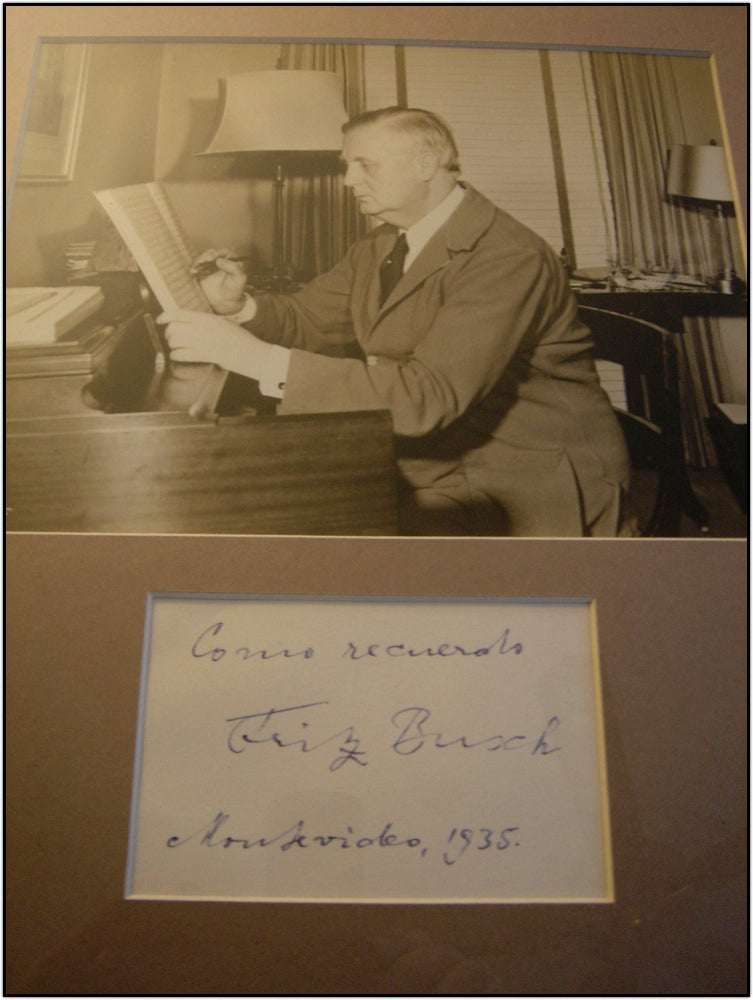 Como recuerdo
Fritz Busch
Montevideo, 1935.